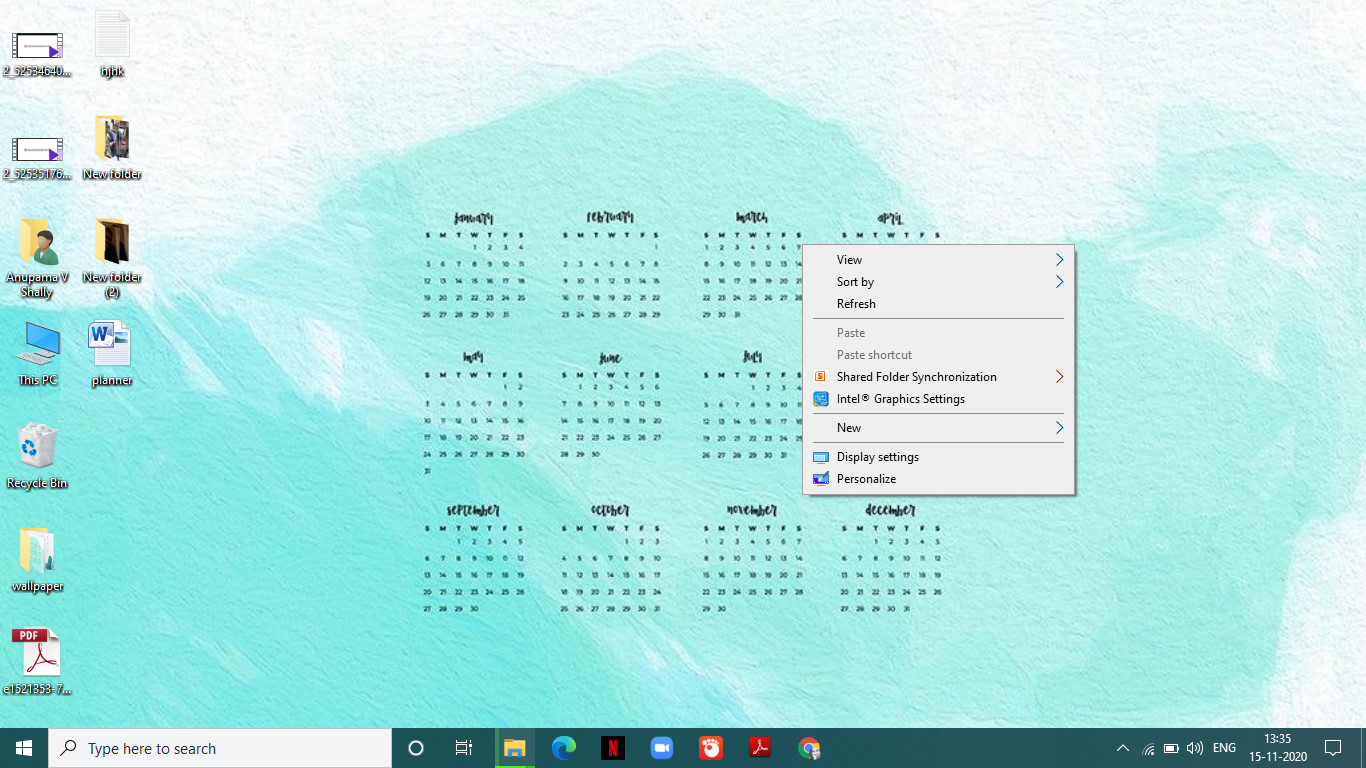 2_52534640...
hjhk
2_52535176...
New folder
Anupama V
Shally
New folder
(2)
This PC
planner
Recycle Bin
wallpaper
PDF
e1521353-7...
january
S M T W T F S
1 2 3 4
5 6 7 8 9 10 11
12 13 14 15 16 17 18
19 20 21 22 23 24 25
26 27 28 29 30 31
february
S M T W T F S
1
2 3 4 5 6 7 8
9 10 11 12 13 14 15
16 17 18 19 20 21 22
23 24 25 26 27 28 29
march
S M T W T F S
1 2 3 4 5 6 7
8 9 10 11 12 13
15 16 17 18 19 20
22 23 24 25 26 27
29 30 31
april
S M T W T F S
may
S M T W T F S
1 2
3 4 5 6 7 8 9
10 11 12 13 14 15 16
17 18 19 20 21 22 23
24 25 26 27 28 29 30
31
june
S M T W T F S
1 2 3 4 5 6
7 8 9 10 11 12 13
14 15 16 17 18 19 20
21 22 23 24 25 26 27
28 29 30
july
S M T W T F S
1 2 3 4
5 6 7 8 9 10
12 13 14 15 16 17
19 20 21 22 23 24
26 27 28 29 30 31
september
S M T W T F S
1 2 3 4 5
6 7 8 9 10 11 12
13 14 15 16 17 18 19
20 21 22 23 24 25 26
27 28 29 30
october
S M T W T F S
1 2 3
4 5 6 7 8 9 10
11 12 13 14 15 16 17
18 19 20 21 22 23 24
25 26 27 28 29 30 31
november
S M T W T F S
1 2 3 4 5 6 7
8 9 10 11 12 13 14
15 16 17 18 19 20 21
22 23 24 25 26 27 28
29 30
december
S M T W T F S
1 2 3 4 5
6 7 8 9 10 11 12
13 14 15 16 17 18 19
20 21 22 23 24 25 26
27 28 29 30 31
View
Sort by
Refresh
Paste
Paste shortcut
Shared Folder Synchronization
Intel® Graphics Settings
New
Display settings
Personalize
Type here to search
ENG
13:35
15-11-2020